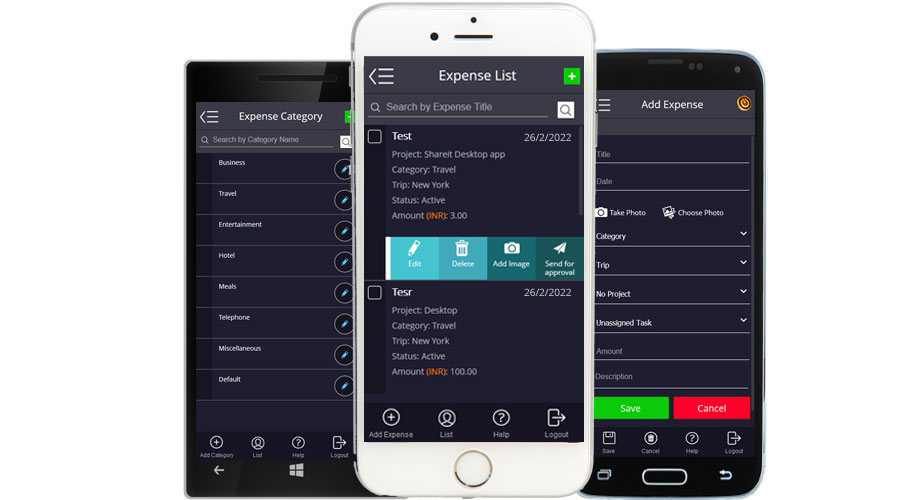 Expense Category
Search by Category Name
Business
Travel
Entertainment
Hotel
Meals
Telephone
Miscellaneous
Default
Add Category
List
Help
Logout
Expense List
Search by Expense Title
Test
26/2/2022
Project: Shareit Desktop app
Category: Travel
Trip: New York
Status: Active
Amount (INR): 3.00
Edit
Delete
Add Image
Send for
approval
Tesr
26/2/2022
Project: Desktop
Category: Travel
Trip: New York
Status: Active
Amount (INR): 100.00
Add Expense
List
Help
Logout
Add Expense
Title
Date
Take Photo
Choose Photo
Category
Trip
No Project
Unassigned Task
Amount
Description
Save
Cancel
Save
Cancel
Help
Logout